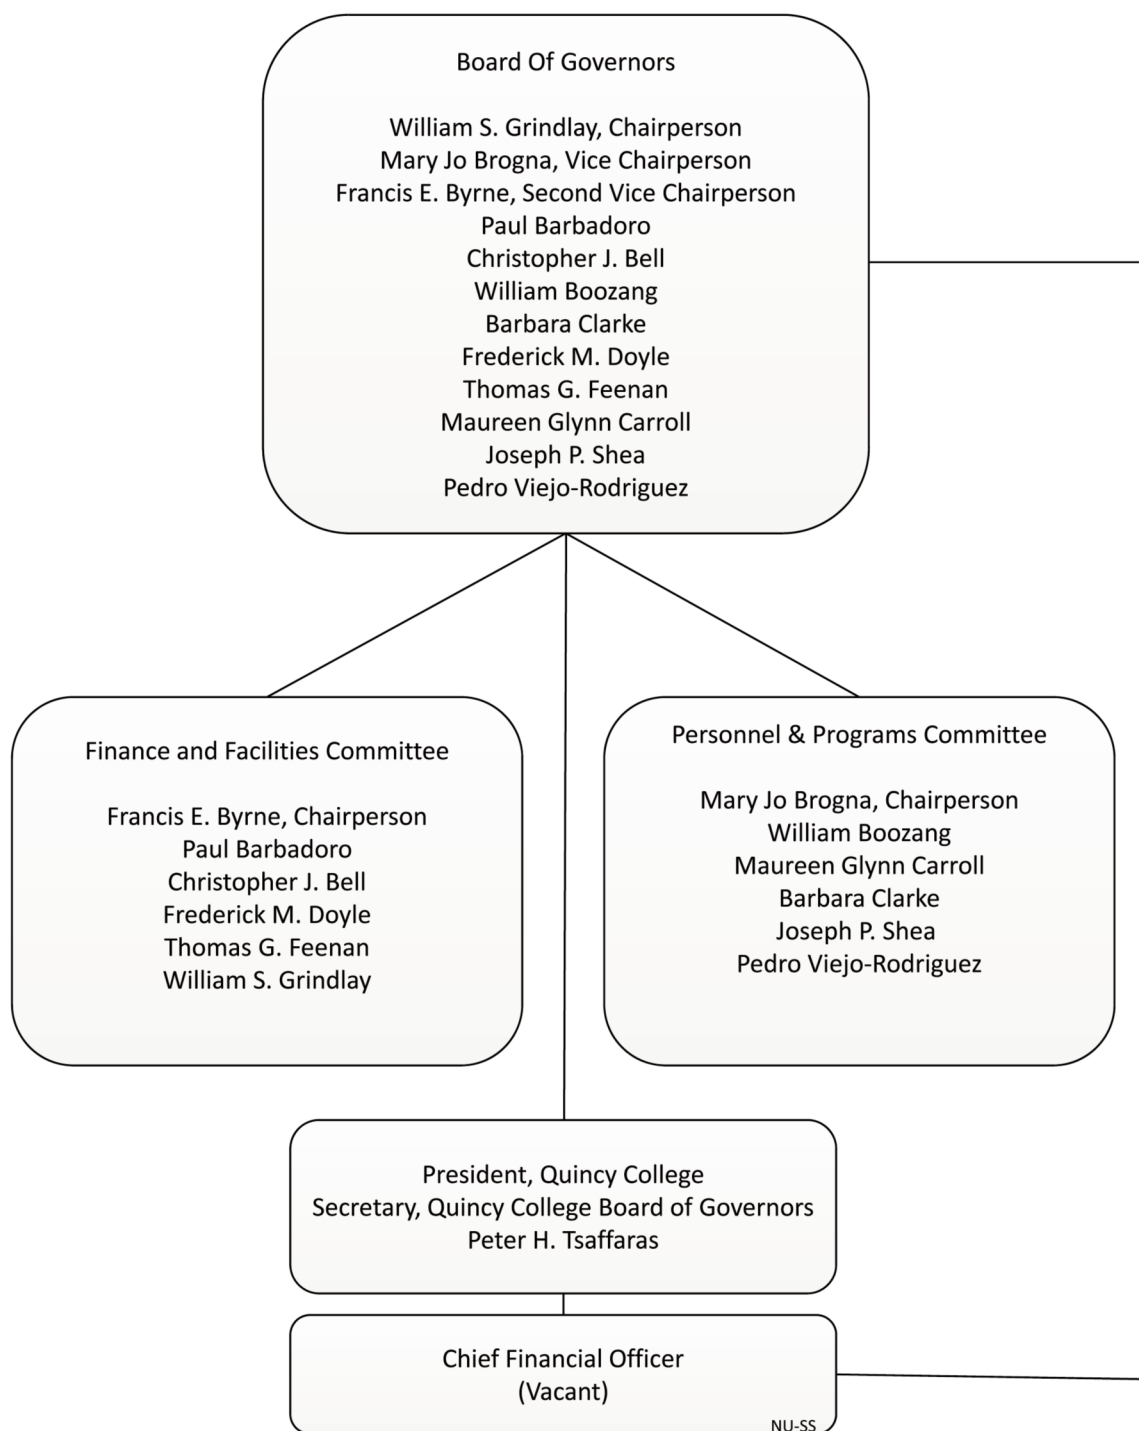 Board Of Governors
William S. Grindlay, Chairperson
Mary Jo Brogna, Vice Chairperson
Francis E. Byrne, Second Vice Chairperson
Paul Barbadoro
Christopher J. Bell
William Boozang
Barbara Clarke
Frederick M. Doyle
Thomas G. Feenan
Maureen Glynn Carroll
Joseph P. Shea
Pedro Viejo-Rodriguez
Finance and Facilities Committee
Francis E. Byrne, Chairperson
Paul Barbadoro
Christopher J. Bell
Frederick M. Doyle
Thomas G. Feenan
William S. Grindlay
Personnel & Programs Committee
Mary Jo Brogna, Chairperson
William Boozang
Maureen Glynn Carroll
Barbara Clarke
Joseph P. Shea
Pedro Viejo-Rodriguez
President, Quincy College
Secretary, Quincy College Board of Governors
Peter H. Tsaffaras
Chief Financial Officer
(Vacant)
NU-SS